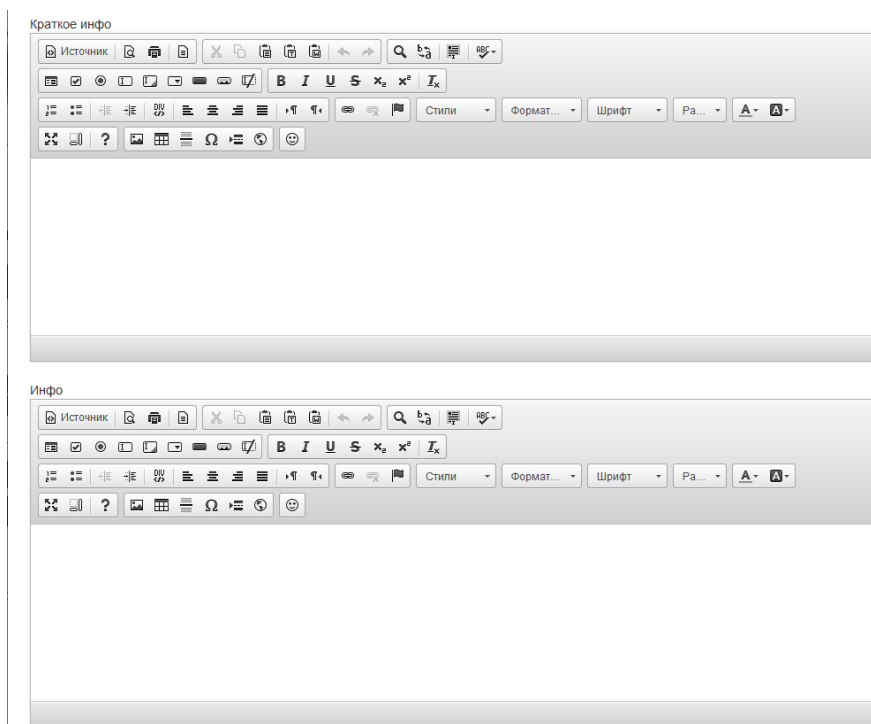 Краткое инфо
Источник
Стили Формат... Шрифт Ра...
Инфо
Источник
Стили Формат... Шрифт Ра...